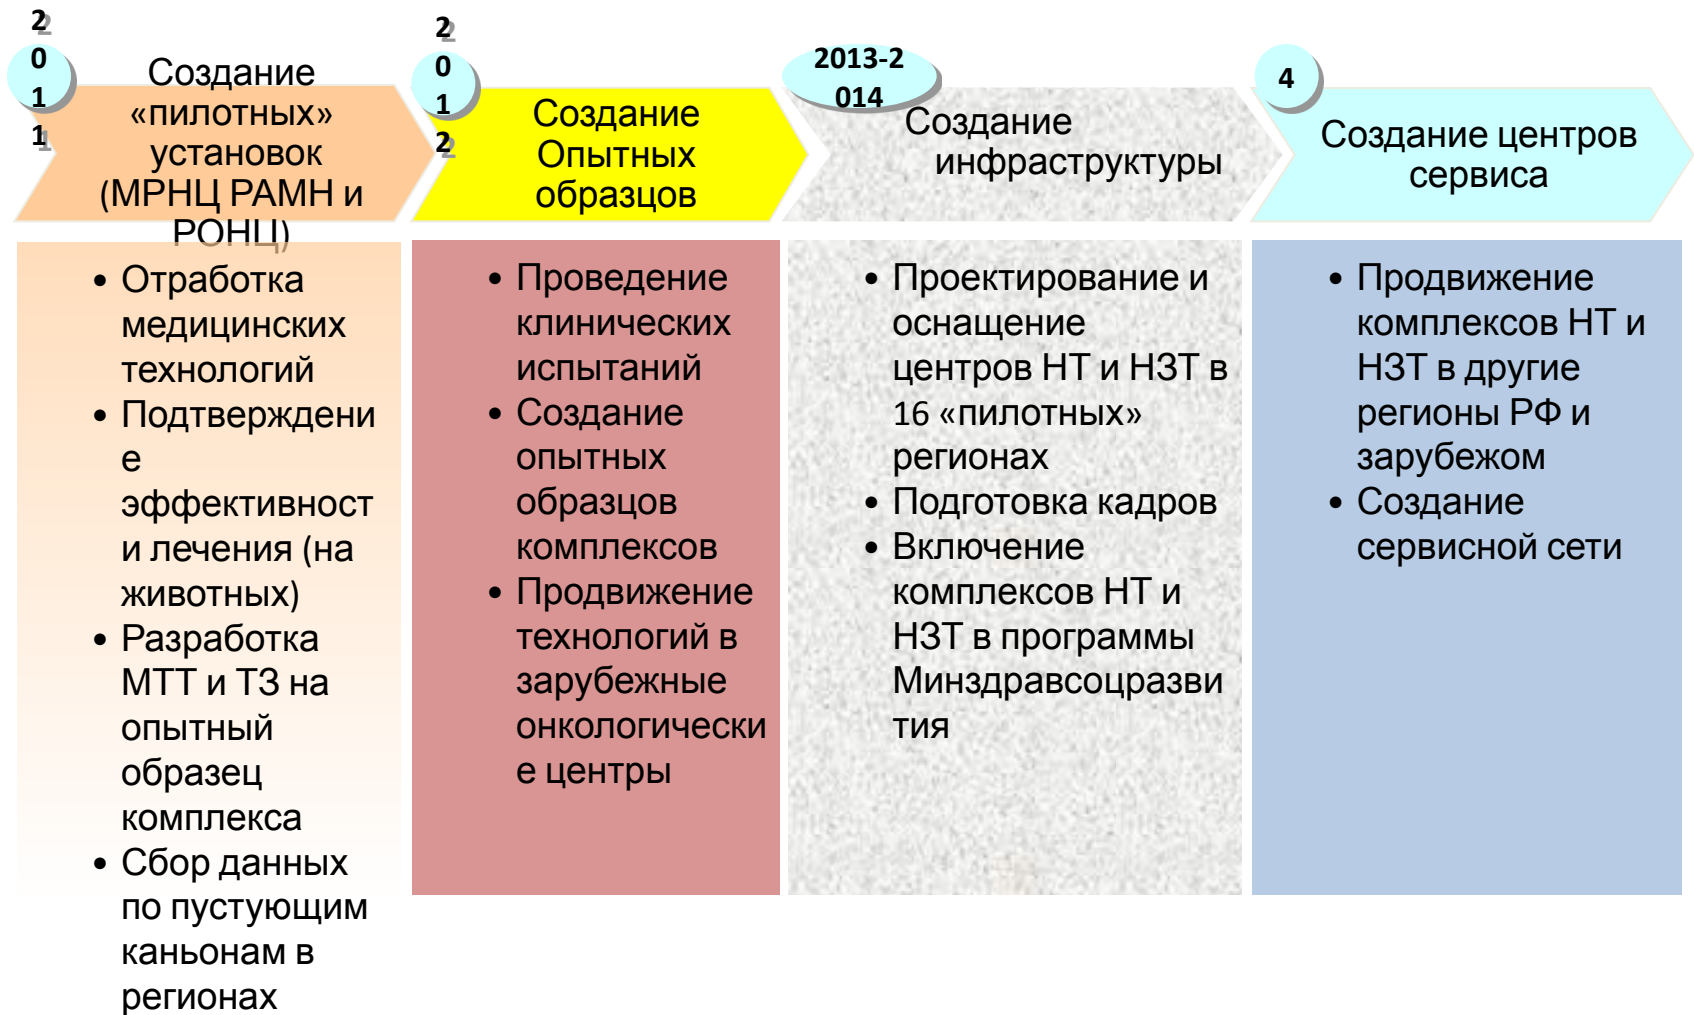 2
0
1
1
Создание
«пилотных»
установок
(МРНЦ РАМН и
РОНЦ)
• Отработка
медицинских
технологий
• Подтверждени
е
эффективност
и лечения (на
животных)
• Разработка
МТТ и ТЗ на
опытный
образец
комплекса
• Сбор данных
по пустующим
каньонам в
регионах
2
0
1
2
Создание
Опытных
образцов
• Проведение
клинических
испытаний
• Создание
опытных
образцов
комплексов
• Продвижение
технологий в
зарубежные
онкологически
е центры
2013-2
014
Создание
инфраструктуры
• Проектирование и
оснащение
центров НТ и НЗТ в
16 «пилотных»
регионах
• Подготовка кадров
• Включение
комплексов НТ и
НЗТ в программы
Минздравсоцразви
тия
4
Создание центров
сервиса
• Продвижение
комплексов НТ и
НЗТ в другие
регионы РФ и
зарубежом
• Создание
сервисной сети